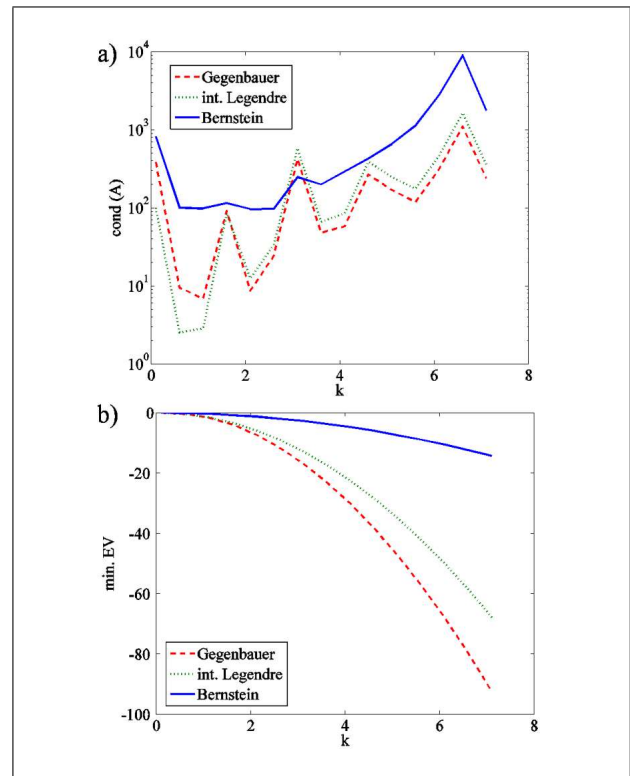 a)
10^4
10^3
10^2
10^1
10^0
cond (A)
Gegenbauer
int. Legendre
Bernstein
0 2 4 6 8
k
b)
0
-20
-40
-60
-80
-100
min. EV
Gegenbauer
int. Legendre
Bernstein
0 2 4 6 8
k